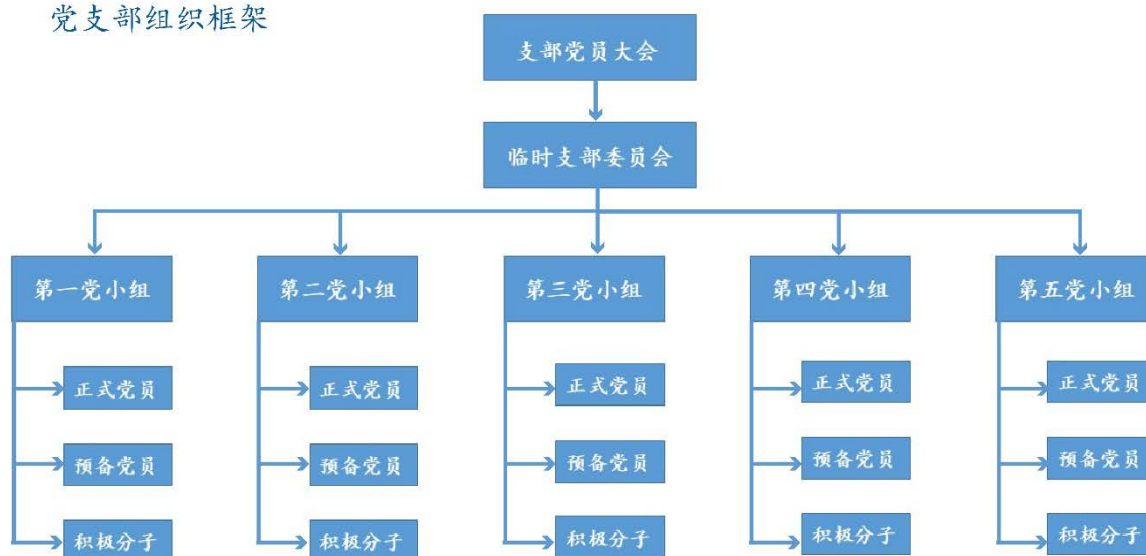 党支部组织框架
支部党员大会
临时支部委员会
第一党小组
第二党小组
第三党小组
第四党小组
第五党小组
正式党员
正式党员
正式党员
正式党员
正式党员
预备党员
预备党员
预备党员
预备党员
预备党员
积极分子
积极分子
积极分子
积极分子
积极分子